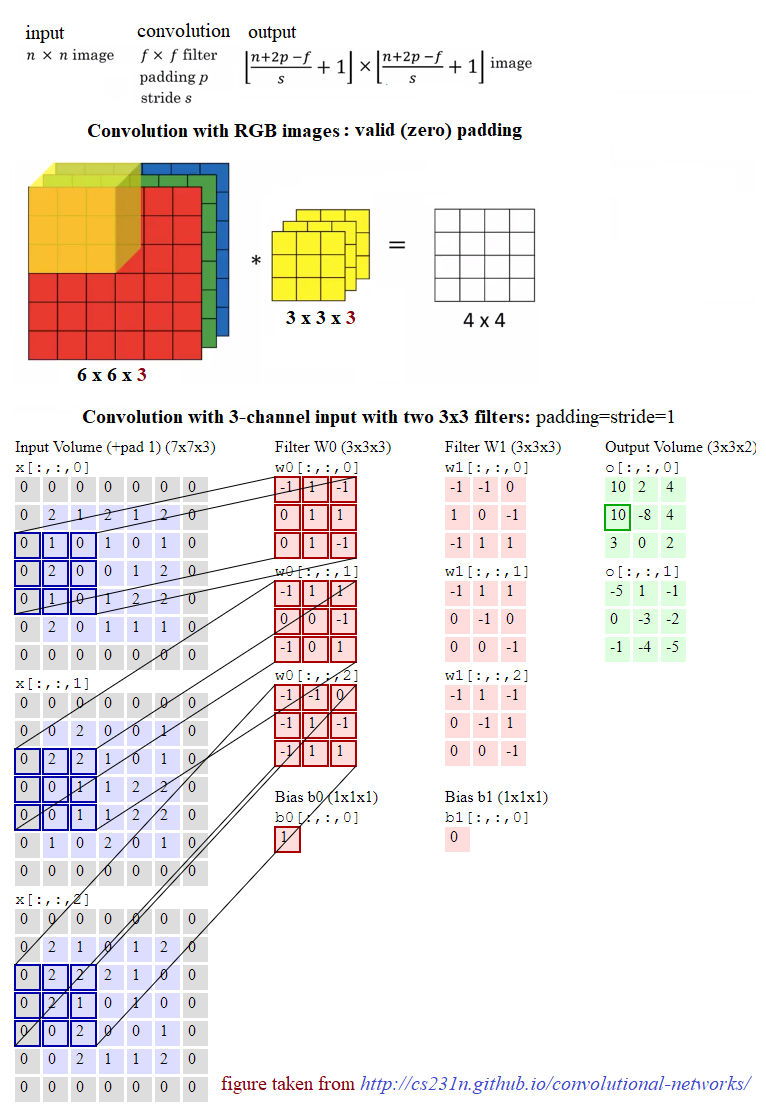 input convolution output
n × n image
f × f filter
padding p
stride s
⌊(n+2p−f)/s + 1⌋ × ⌊(n+2p−f)/s + 1⌋ image
Convolution with RGB images : valid (zero) padding
* =
6 x 6 x 3
3 x 3 x 3
4 x 4
Convolution with 3-channel input with two 3x3 filters: padding=stride=1
Input Volume (+pad 1) (7x7x3)
x[:,:,0]
0 0 0 0 0 0 0
0 2 1 2 1 2 0
0 1 0 1 0 1 0
0 2 0 0 1 2 0
0 1 0 1 2 2 0
0 2 0 1 1 1 0
0 0 0 0 0 0 0
x[:,:,1]
0 0 0 0 0 0 0
0 0 2 0 0 1 0
0 2 2 1 0 1 0
0 0 1 1 2 2 0
0 0 1 1 2 2 0
0 1 0 2 0 1 0
0 0 0 0 0 0 0
x[:,:,2]
0 0 0 0 0 0 0
0 2 1 0 1 2 0
0 2 2 2 1 0 0
0 2 1 0 1 0 0
0 0 2 0 0 1 0
0 0 2 1 1 2 0
0 0 0 0 0 0 0
Filter W0 (3x3x3)
w0[:,:,0]
-1 1 -1
0 1 1
0 1 -1
w0[:,:,1]
-1 1 1
0 0 -1
-1 0 1
w0[:,:,2]
-1 -1 0
-1 1 -1
-1 1 1
Bias b0 (1x1x1)
b0[:,:,0]
1
Filter W1 (3x3x3)
w1[:,:,0]
-1 -1 0
1 0 -1
-1 1 1
w1[:,:,1]
-1 1 1
0 -1 0
0 0 -1
w1[:,:,2]
-1 1 -1
0 -1 1
0 0 -1
Bias b1 (1x1x1)
b1[:,:,0]
0
Output Volume (3x3x2)
o[:,:,0]
10 2 4
10 -8 4
3 0 2
o[:,:,1]
-5 1 -1
0 -3 -2
-1 -4 -5
figure taken from http://cs231n.github.io/convolutional-networks/